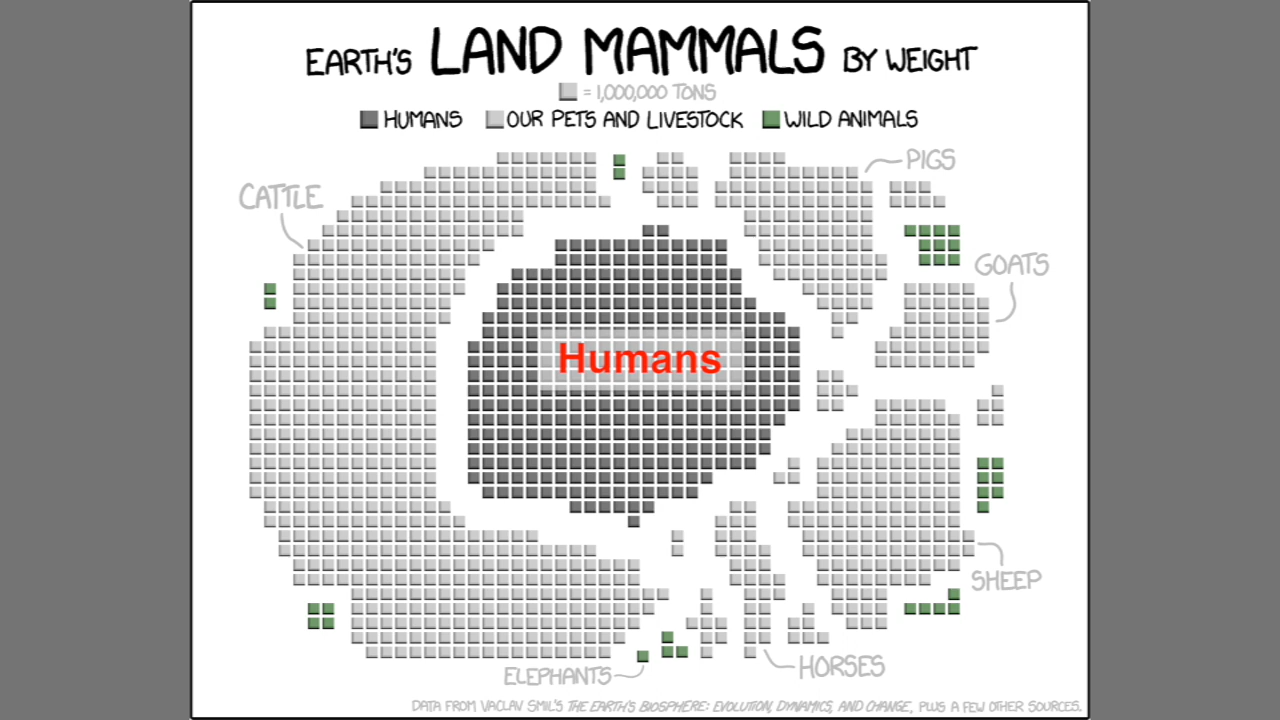 EARTH'S LAND MAMMALS BY WEIGHT
= 1,000,000 TONS
HUMANS OUR PETS AND LIVESTOCK WILD ANIMALS
PIGS
CATTLE
GOATS
Humans
SHEEP
HORSES
ELEPHANTS
DATA FROM VACLAV SMIL'S THE EARTH'S BIOSPHERE: EVOLUTION, DYNAMICS, AND CHANGE, PLUS A FEW OTHER SOURCES.